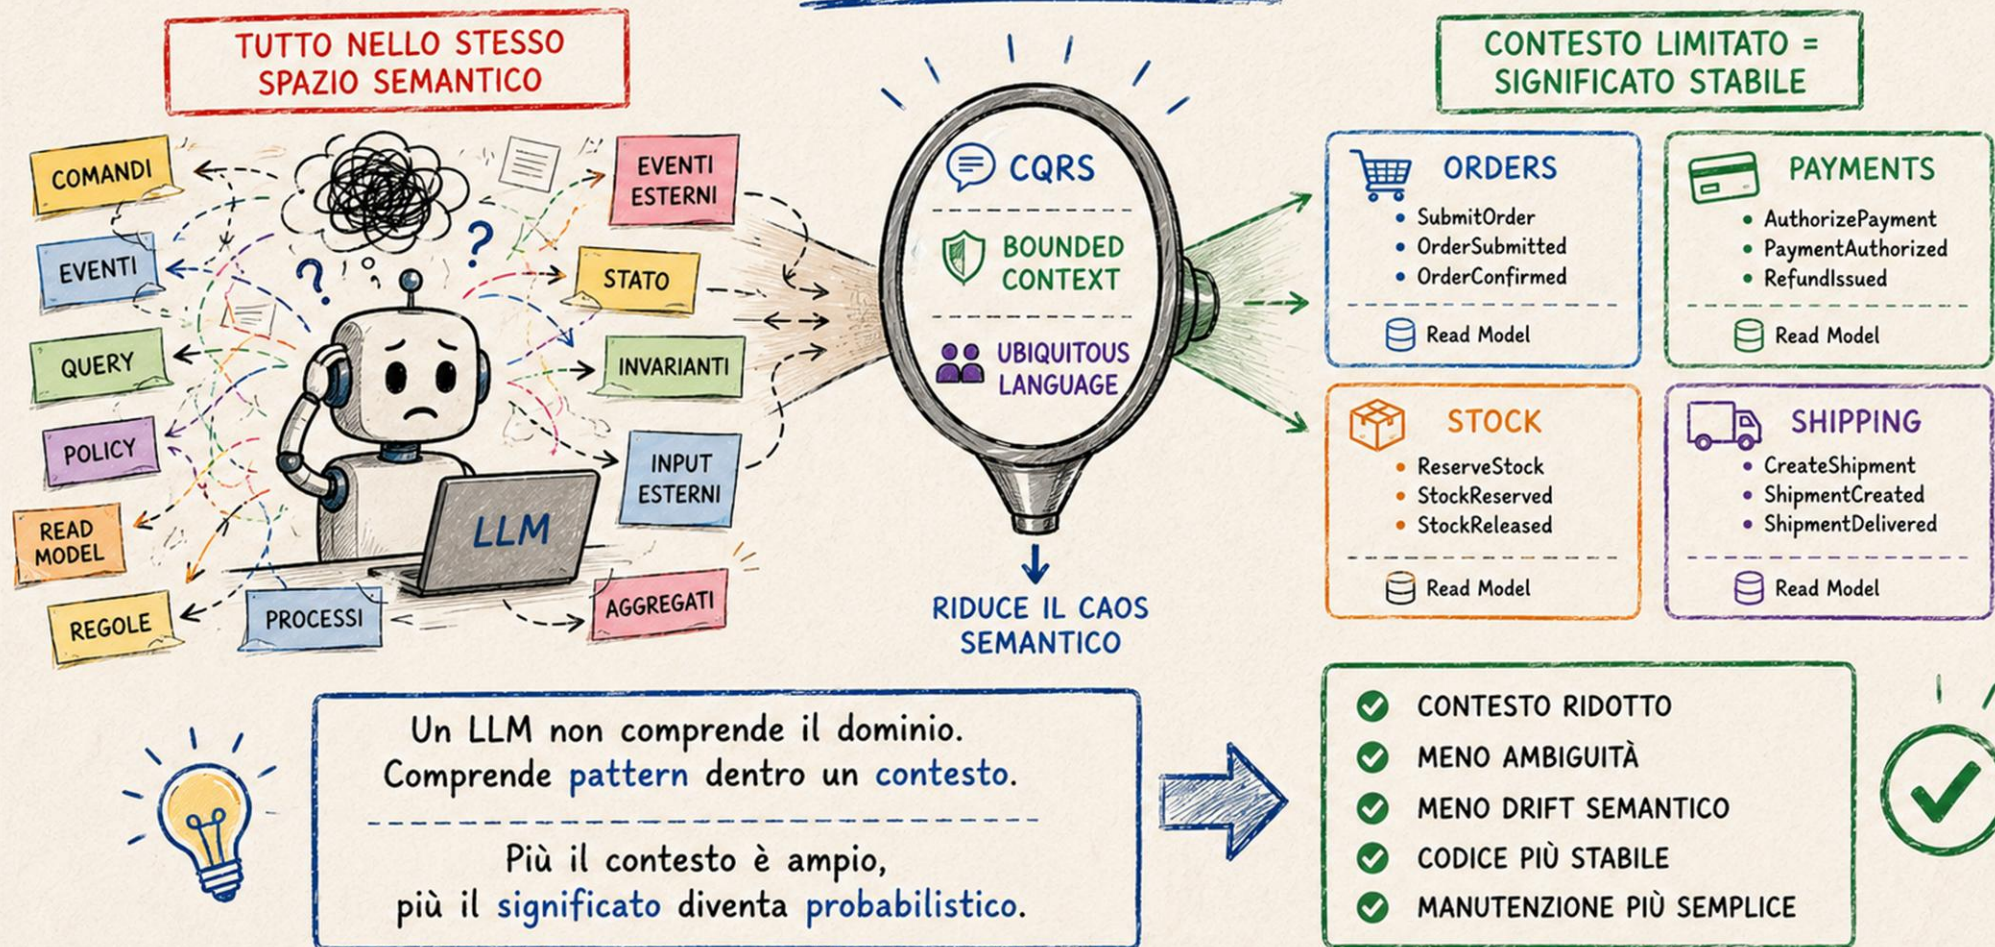 TUTTO NELLO STESSO
SPAZIO SEMANTICO
COMANDI
EVENTI
QUERY
POLICY
READ
MODEL
REGOLE
PROCESSI
?
?
LLM
EVENTI
ESTERNI
STATO
INVARIANTI
INPUT
ESTERNI
AGGREGATI
CQRS
BOUNDED
CONTEXT
UBIQUITOUS
LANGUAGE
RIDUCE IL CAOS
SEMANTICO
CONTESTO LIMITATO =
SIGNIFICATO STABILE
ORDERS
• SubmitOrder
• OrderSubmitted
• OrderConfirmed
Read Model
PAYMENTS
• AuthorizePayment
• PaymentAuthorized
• RefundIssued
Read Model
STOCK
• ReserveStock
• StockReserved
• StockReleased
Read Model
SHIPPING
• CreateShipment
• ShipmentCreated
• ShipmentDelivered
Read Model
Un LLM non comprende il dominio.
Comprende pattern dentro un contesto.
Più il contesto è ampio,
più il significato diventa probabilistico.
CONTESTO RIDOTTO
MENO AMBIGUITÀ
MENO DRIFT SEMANTICO
CODICE PIÙ STABILE
MANUTENZIONE PIÙ SEMPLICE